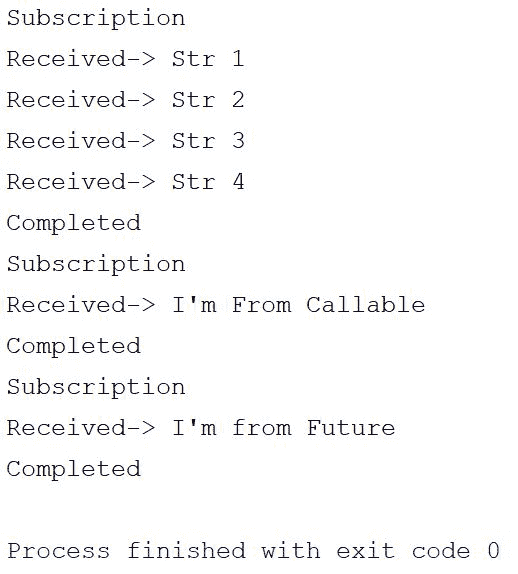 Subscription
Received-> Str 1
Received-> Str 2
Received-> Str 3
Received-> Str 4
Completed
Subscription
Received-> I'm From Callable
Completed
Subscription
Received-> I'm from Future
Completed
Process finished with exit code 0